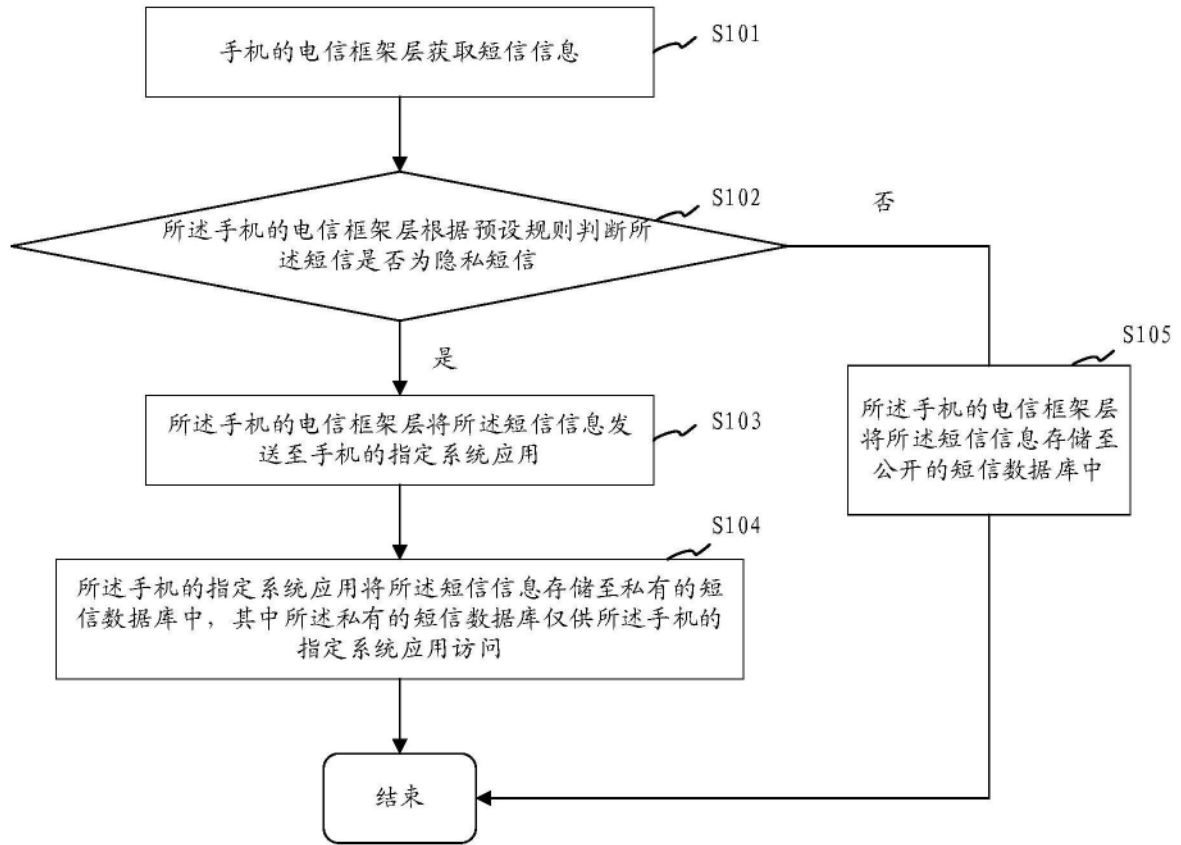 S101
手机的电信框架层获取短信信息
S102
否
所述手机的电信框架层根据预设规则判断所
述短信是否为隐私短信
是
S105
S103
所述手机的电信框架层将所述短信信息发
送至手机的指定系统应用
所述手机的电信框架层
将所述短信信息存储至
公开的短信数据库中
S104
所述手机的指定系统应用将所述短信信息存储至私有的短
信数据库中，其中所述私有的短信数据库仅供所述手机的
指定系统应用访问
结束